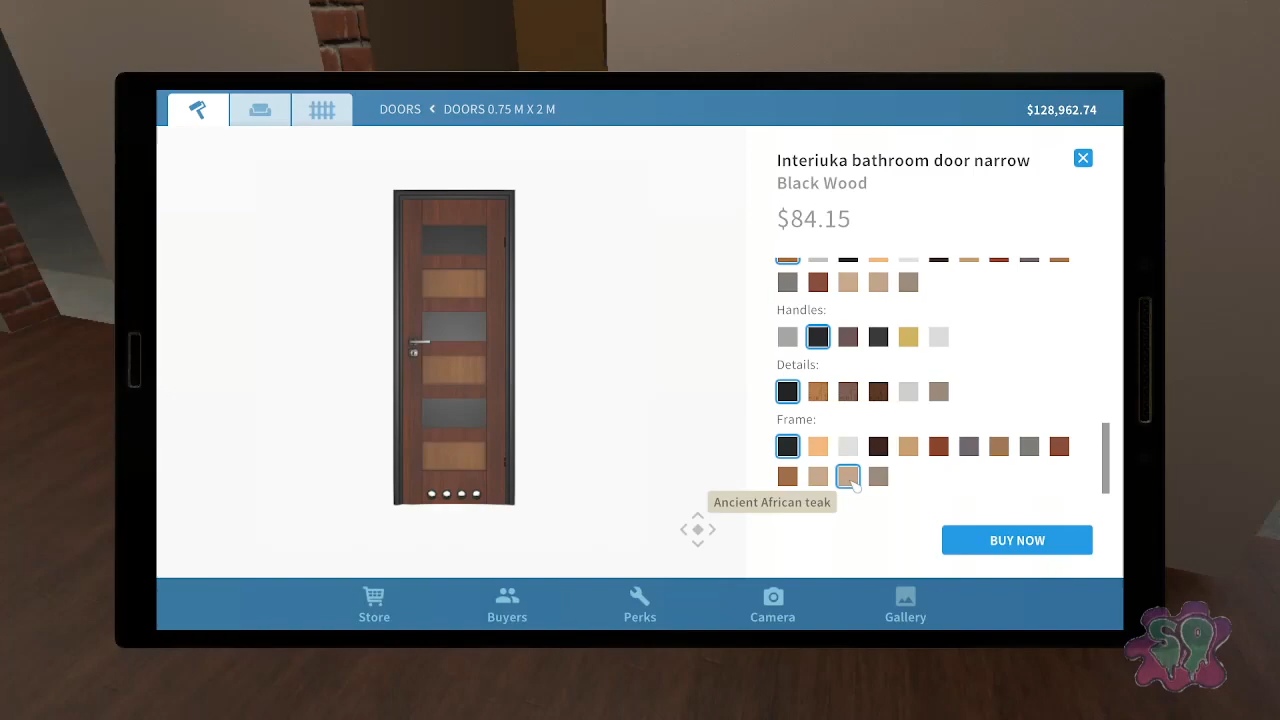 DOORS < DOORS 0.75 M X 2 M
$128,962.74
Interiuka bathroom door narrow
Black Wood
$84.15
Handles:
Details:
Frame:
Ancient African teak
BUY NOW
Store
Buyers
Perks
Camera
Gallery
S9